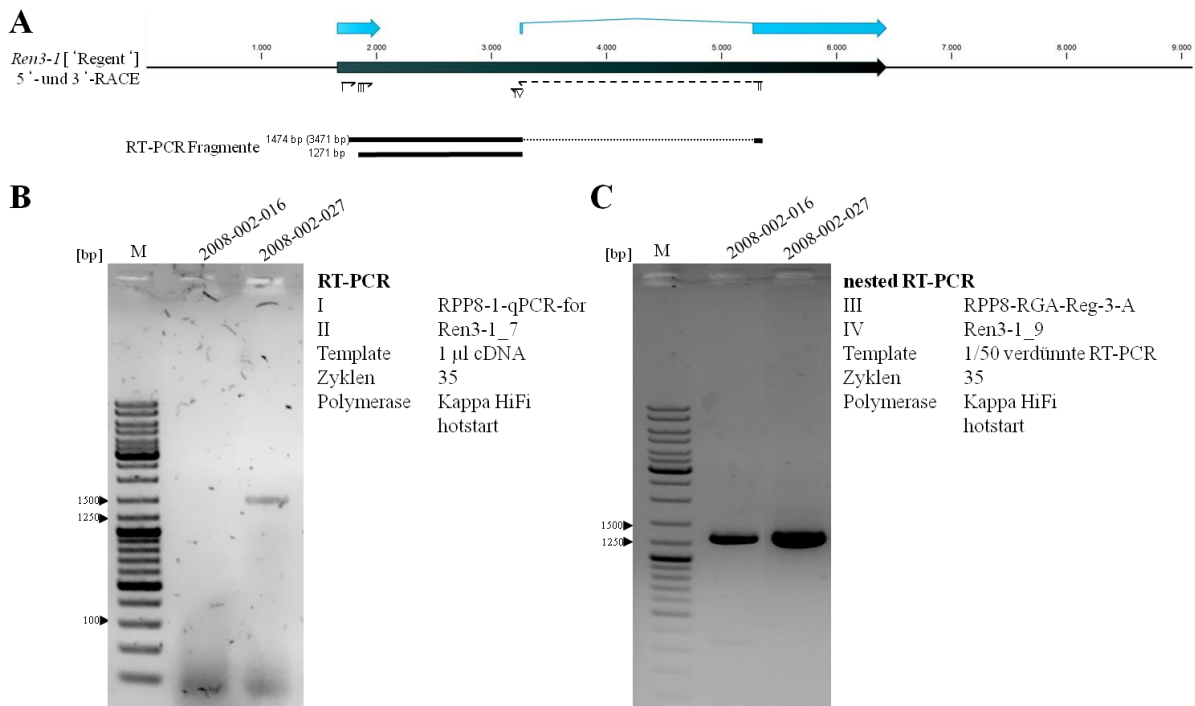 A
1.000 2.000 3.000 4.000 5.000 6.000 7.000 8.000 9.000
Ren3-1 [ʻRegentʻ]
5ʻ- und 3ʻ-RACE
I III IV II
RT-PCR Fragmente
1474 bp (3471 bp)
1271 bp
B
[bp] M 2008-002-016 2008-002-027
1500
1250
100
RT-PCR
I RPP8-1-qPCR-for
II Ren3-1_7
Template 1 µl cDNA
Zyklen 35
Polymerase Kappa HiFi
hotstart
C
[bp] M 2008-002-016 2008-002-027
1500
1250
nested RT-PCR
III RPP8-RGA-Reg-3-A
IV Ren3-1_9
Template 1/50 verdünnte RT-PCR
Zyklen 35
Polymerase Kappa HiFi
hotstart